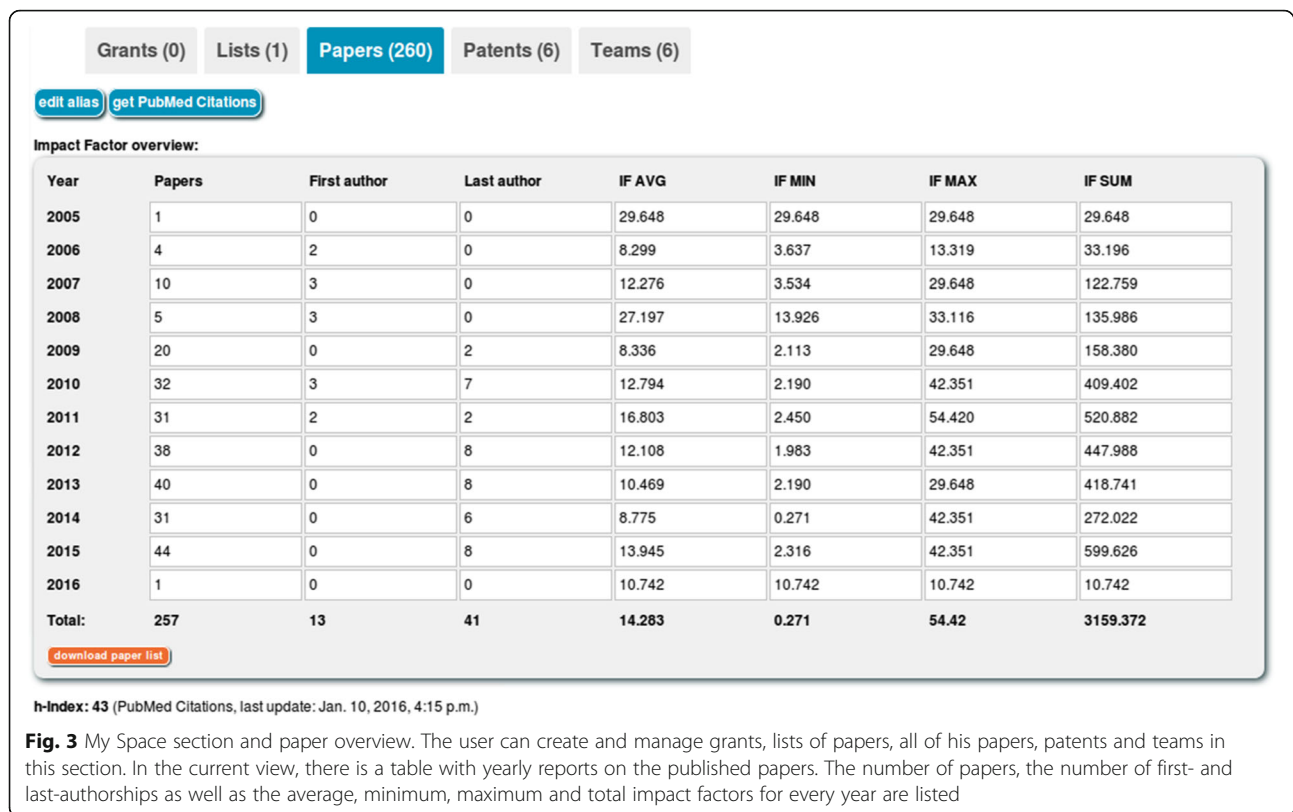 Grants (0) Lists (1) Papers (260) Patents (6) Teams (6)
edit alias get PubMed Citations
Impact Factor overview:
Year Papers First author Last author IF AVG IF MIN IF MAX IF SUM
2005 1 0 0 29.648 29.648 29.648 29.648
2006 4 2 0 8.299 3.637 13.319 33.196
2007 10 3 0 12.276 3.534 29.648 122.759
2008 5 3 0 27.197 13.926 33.116 135.986
2009 20 0 2 8.336 2.113 29.648 158.380
2010 32 3 7 12.794 2.190 42.351 409.402
2011 31 2 2 16.803 2.450 54.420 520.882
2012 38 0 8 12.108 1.983 42.351 447.988
2013 40 0 8 10.469 2.190 29.648 418.741
2014 31 0 6 8.775 0.271 42.351 272.022
2015 44 0 8 13.945 2.316 42.351 599.626
2016 1 0 0 10.742 10.742 10.742 10.742
Total: 257 13 41 14.283 0.271 54.42 3159.372
download paper list
h-Index: 43 (PubMed Citations, last update: Jan. 10, 2016, 4:15 p.m.)
Fig. 3 My Space section and paper overview. The user can create and manage grants, lists of papers, all of his papers, patents and teams in
this section. In the current view, there is a table with yearly reports on the published papers. The number of papers, the number of first- and
last-authorships as well as the average, minimum, maximum and total impact factors for every year are listed